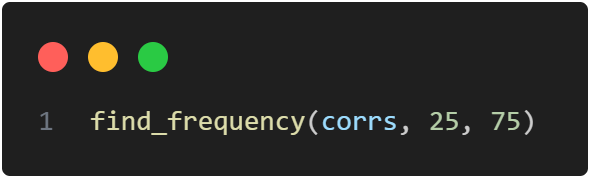 1 find_frequency(corrs, 25, 75)